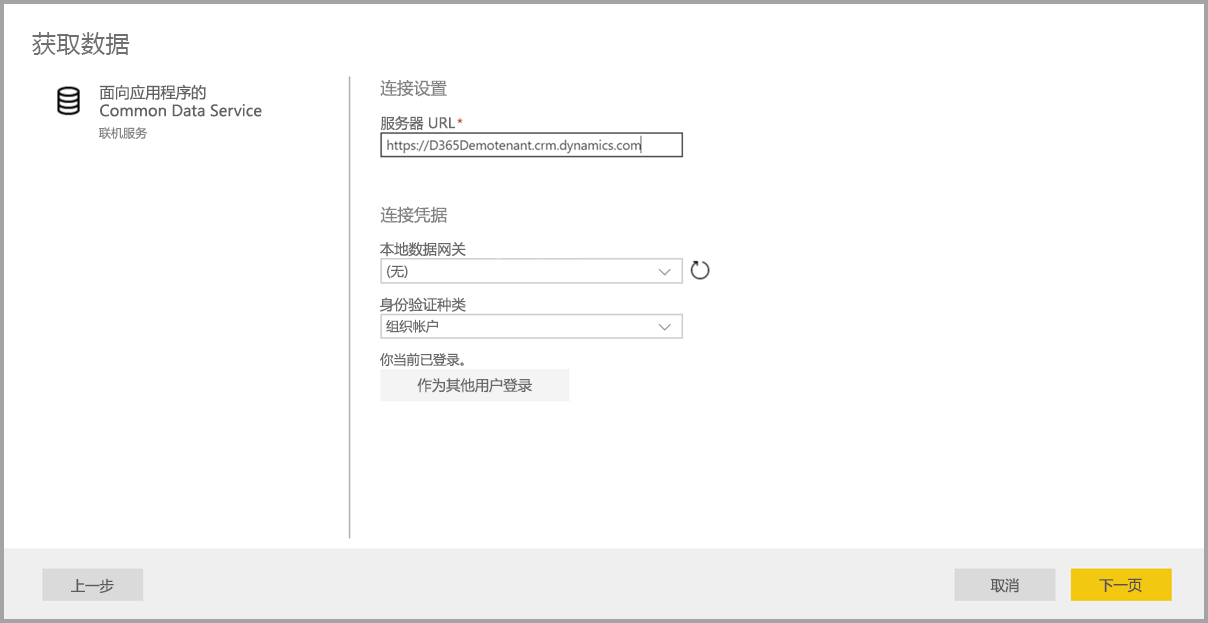 获取数据
面向应用程序的
Common Data Service
联机服务
连接设置
服务器 URL*
https://D365Demotenant.crm.dynamics.com
连接凭据
本地数据网关
(无)
身份验证种类
组织帐户
你当前已登录。
作为其他用户登录
上一步
取消
下一页